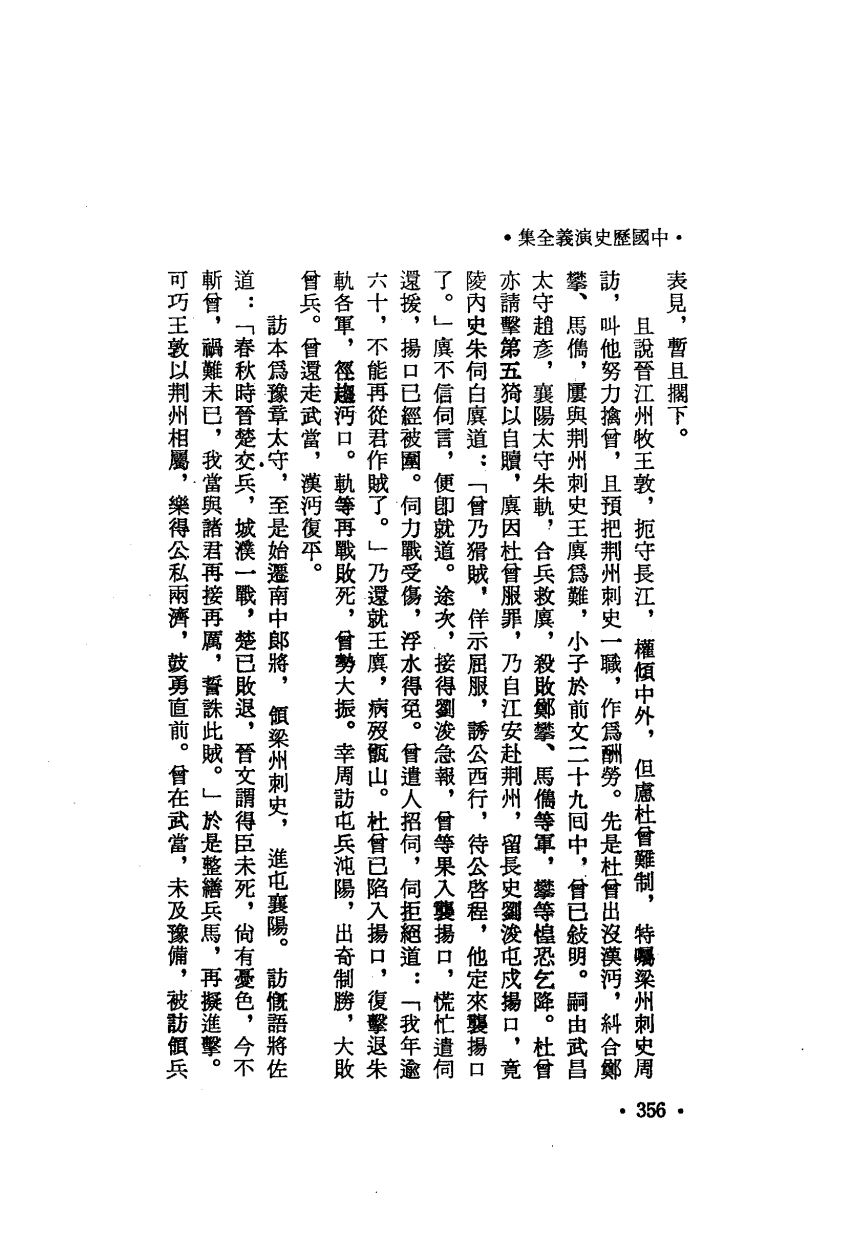 •中國歷史演義全集•
表見，暫且擱下。
且說晉江州牧王敦，扼守長江，權傾中外，但慮杜曾難制，特囑梁州刺史周
訪，叫他努力擒曾，且預把荆州刺史一職，作爲酬勞。先是杜曾出沒漢沔，糾合鄭
攀、馬儁，屢與荆州刺史王廙爲難，小子於前文二十九回中，曾已敍明。嗣由武昌
太守趙彥，襄陽太守朱軌，合兵救廙，殺敗鄭攀、馬儁等軍，攀等惶恐乞降。杜曾
亦請擊第五猗以自贖，廙因杜曾服罪，乃自江安赴荆州，留長史劉浚屯戍揚口，竟
陵內史朱伺白廙道：「曾乃猾賊，佯示屈服，誘公西行，待公啓程，他定來襲揚口
了。」廙不信伺言，便卽就道。途次，接得劉浚急報，曾等果入襲揚口，慌忙遣伺
還援，揚口已經被圍。伺力戰受傷，浮水得免。曾遣人招伺，伺拒絕道：「我年逾
六十，不能再從君作賊了。」乃還就王廙，病歿甑山。杜曾已陷入揚口，復擊退朱
軌各軍，徑趨沔口。軌等再戰敗死，曾勢大振。幸周訪屯兵沌陽，出奇制勝，大敗
曾兵。曾還走武當，漢沔復平。
訪本爲豫章太守，至是始遷南中郎將，領梁州刺史，進屯襄陽。訪慨語將佐
道：「春秋時晉楚交兵，城濮一戰，楚已敗退，晉文謂得臣未死，尙有憂色，今不
斬曾，禍難未已，我當與諸君再接再厲，誓誅此賊。」於是整繕兵馬，再擬進擊。
可巧王敦以荆州相屬，樂得公私兩濟，鼓勇直前。曾在武當，未及豫備，被訪領兵
•356•